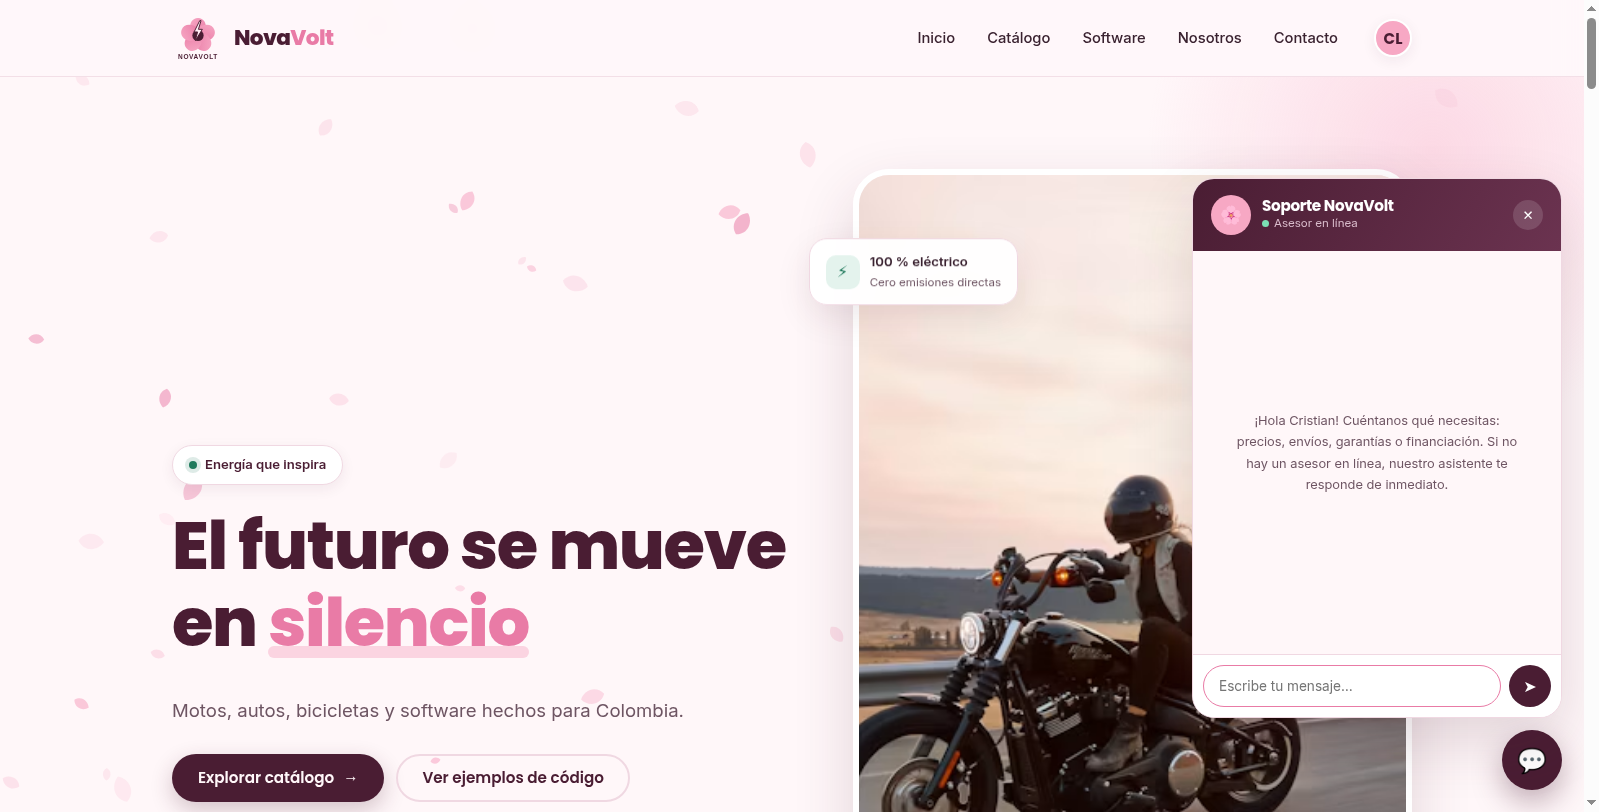 NOVAVOLT
NovaVolt
Inicio
Catálogo
Software
Nosotros
Contacto
CL
Soporte NovaVolt
Asesor en línea
100 % eléctrico
Cero emisiones directas
¡Hola Cristian! Cuéntanos qué necesitas:
precios, envíos, garantías o financiación. Si no
hay un asesor en línea, nuestro asistente te
responde de inmediato.
Energía que inspira
El futuro se mueve
en silencio
Motos, autos, bicicletas y software hechos para Colombia.
Escribe tu mensaje...
Explorar catálogo →
Ver ejemplos de código